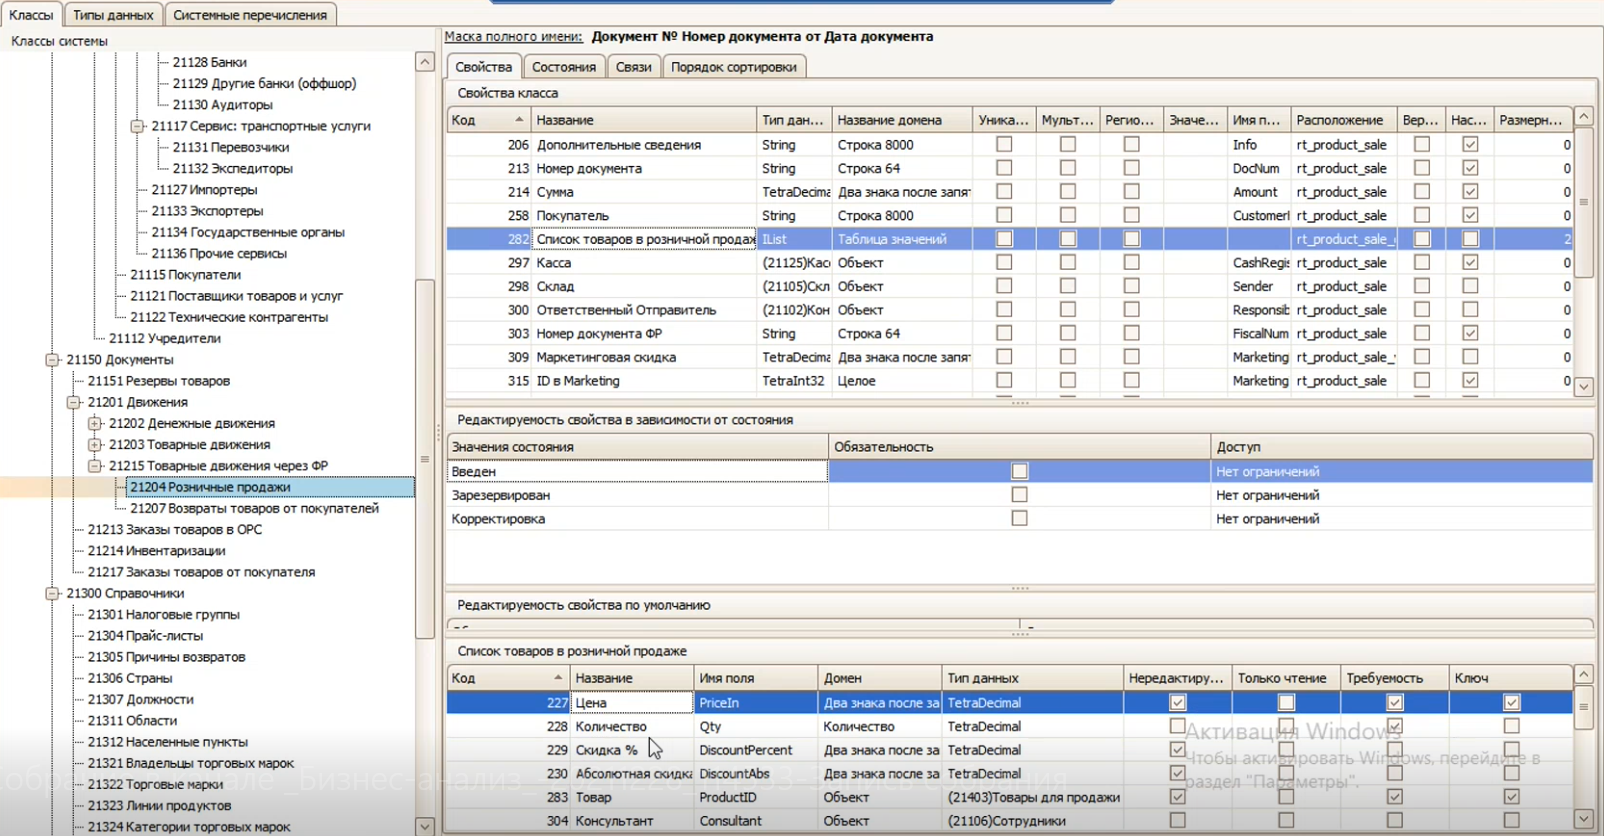 Классы Типы данных Системные перечисления
Классы системы
21128 Банки
21129 Другие банки (оффшор)
21130 Аудиторы
21117 Сервис: транспортные услуги
21131 Перевозчики
21132 Экспедиторы
21127 Импортеры
21133 Экспортеры
21134 Государственные органы
21136 Прочие сервисы
21115 Покупатели
21121 Поставщики товаров и услуг
21122 Технические контрагенты
21112 Учредители
21150 Документы
21151 Резервы товаров
21201 Движения
21202 Денежные движения
21203 Товарные движения
21215 Товарные движения через ФР
21204 Розничные продажи
21207 Возвраты товаров от покупателей
21213 Заказы товаров в ОРС
21214 Инвентаризации
21217 Заказы товаров от покупателя
21300 Справочники
21301 Налоговые группы
21304 Прайс-листы
21305 Причины возвратов
21306 Страны
21307 Должности
21311 Области
21312 Населенные пункты
21321 Владельцы торговых марок
21322 Торговые марки
21323 Линии продуктов
21324 Категории торговых марок
Маска полного имени: Документ № Номер документа от Дата документа
Свойства Состояния Связи Порядок сортировки
Свойства класса
Код Название Тип дан... Название домена Уника... Мульт... Регио... Значе... Имя п... Расположение Вер... Нас... Размерн...
206 Дополнительные сведения String Строка 8000 Info rt_product_sale 0
213 Номер документа String Строка 64 DocNum rt_product_sale 0
214 Сумма TetraDecima Два знака после запят Amount rt_product_sale 0
258 Покупатель String Строка 8000 Customer rt_product_sale 0
282 Список товаров в розничной продаж IList Таблица значений rt_product_sale_ 2
297 Касса (21125)Кас Объект CashRegis rt_product_sale 0
298 Склад (21105)Скл Объект Sender rt_product_sale 0
300 Ответственный Отправитель (21102)Кон Объект Responsib rt_product_sale 0
303 Номер документа ФР String Строка 64 FiscalNum rt_product_sale 0
309 Маркетинговая скидка TetraDecima Два знака после запят Marketing rt_product_sale_ 0
315 ID в Marketing TetraInt32 Целое Marketing rt_product_sale 0
Редактируемость свойства в зависимости от состояния
Значения состояния Обязательность Доступ
Введен Нет ограничений
Зарезервирован Нет ограничений
Корректировка Нет ограничений
Редактируемость свойства по умолчанию
Список товаров в розничной продаже
Код Название Имя поля Домен Тип данных Нередактиру... Только чтение Требуемость Ключ
227 Цена PriceIn Два знака после за TetraDecimal
228 Количество Qty Количество TetraDecimal
229 Скидка % DiscountPercent Два знака после за TetraDecimal
230 Абсолютная скидка DiscountAbs Два знака после за TetraDecimal
283 Товар ProductID Объект (21403)Товары для продажи
304 Консультант Consultant Объект (21106)Сотрудники
Активация Windows
Чтобы активировать Windows, перейдите в
раздел "Параметры".